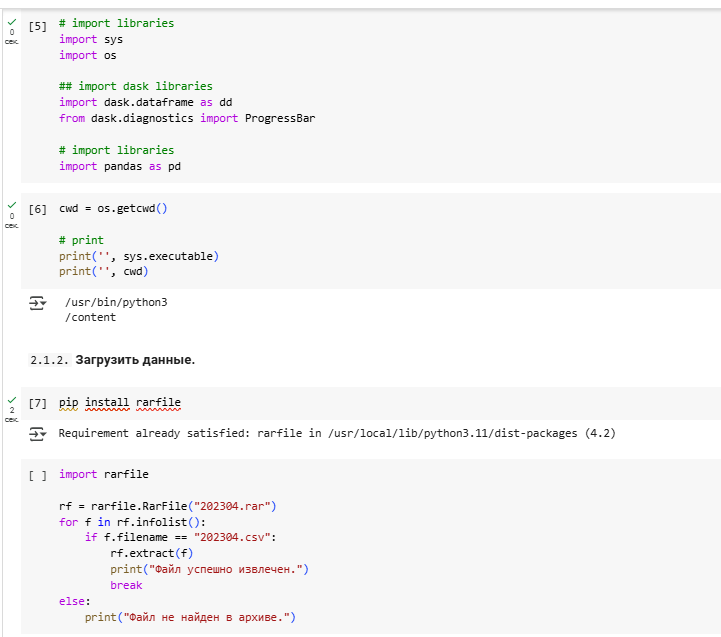 [5] # import libraries
import sys
import os
## import dask libraries
import dask.dataframe as dd
from dask.diagnostics import ProgressBar
# import libraries
import pandas as pd
0
сек.
[6] cwd = os.getcwd()
# print
print('', sys.executable)
print('', cwd)
0
сек.
/usr/bin/python3
/content
2.1.2. Загрузить данные.
[7] pip install rarfile
2
сек.
Requirement already satisfied: rarfile in /usr/local/lib/python3.11/dist-packages (4.2)
[ ] import rarfile
rf = rarfile.RarFile("202304.rar")
for f in rf.infolist():
    if f.filename == "202304.csv":
        rf.extract(f)
        print("Файл успешно извлечен.")
        break
else:
    print("Файл не найден в архиве.")